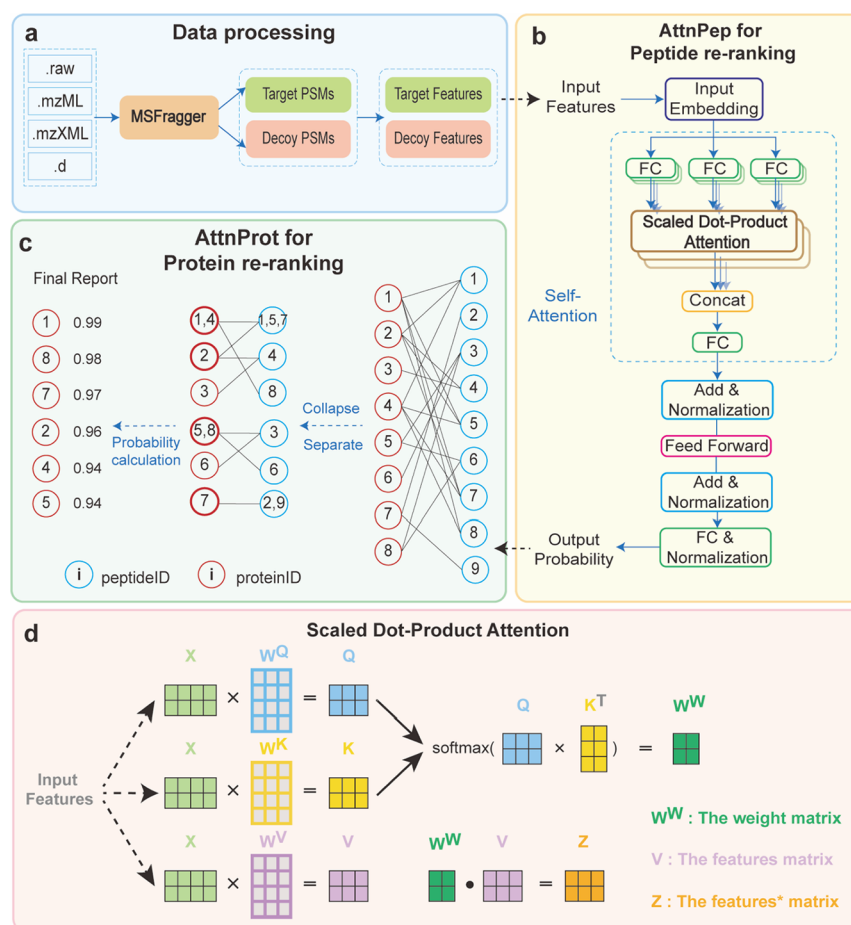 a
Data processing
.raw
.mzML
.mzXML
.d
MSFragger
Target PSMs
Decoy PSMs
Target Features
Decoy Features
b
AttnPep for
Peptide re-ranking
Input
Features
Input
Embedding
FC
FC
FC
Scaled Dot-Product
Attention
Self-
Attention
Concat
FC
Add &
Normalization
Feed Forward
Add &
Normalization
FC &
Normalization
Output
Probability
c
AttnProt for
Protein re-ranking
Final Report
1 0.99
8 0.98
7 0.97
2 0.96
4 0.94
5 0.94
Probability
calculation
1,4
2
3
5,8
6
7
1,5,7
4
8
3
6
2,9
Collapse
Separate
1
2
3
4
5
6
7
8
1
2
3
4
5
6
7
8
9
i peptideID
i proteinID
d
Scaled Dot-Product Attention
Input
Features
X W^Q Q
× =
X W^K K
× =
X W^V V
× =
Q K^T W^W
softmax( × ) =
W^W V Z
• =
W^W : The weight matrix
V : The features matrix
Z : The features* matrix